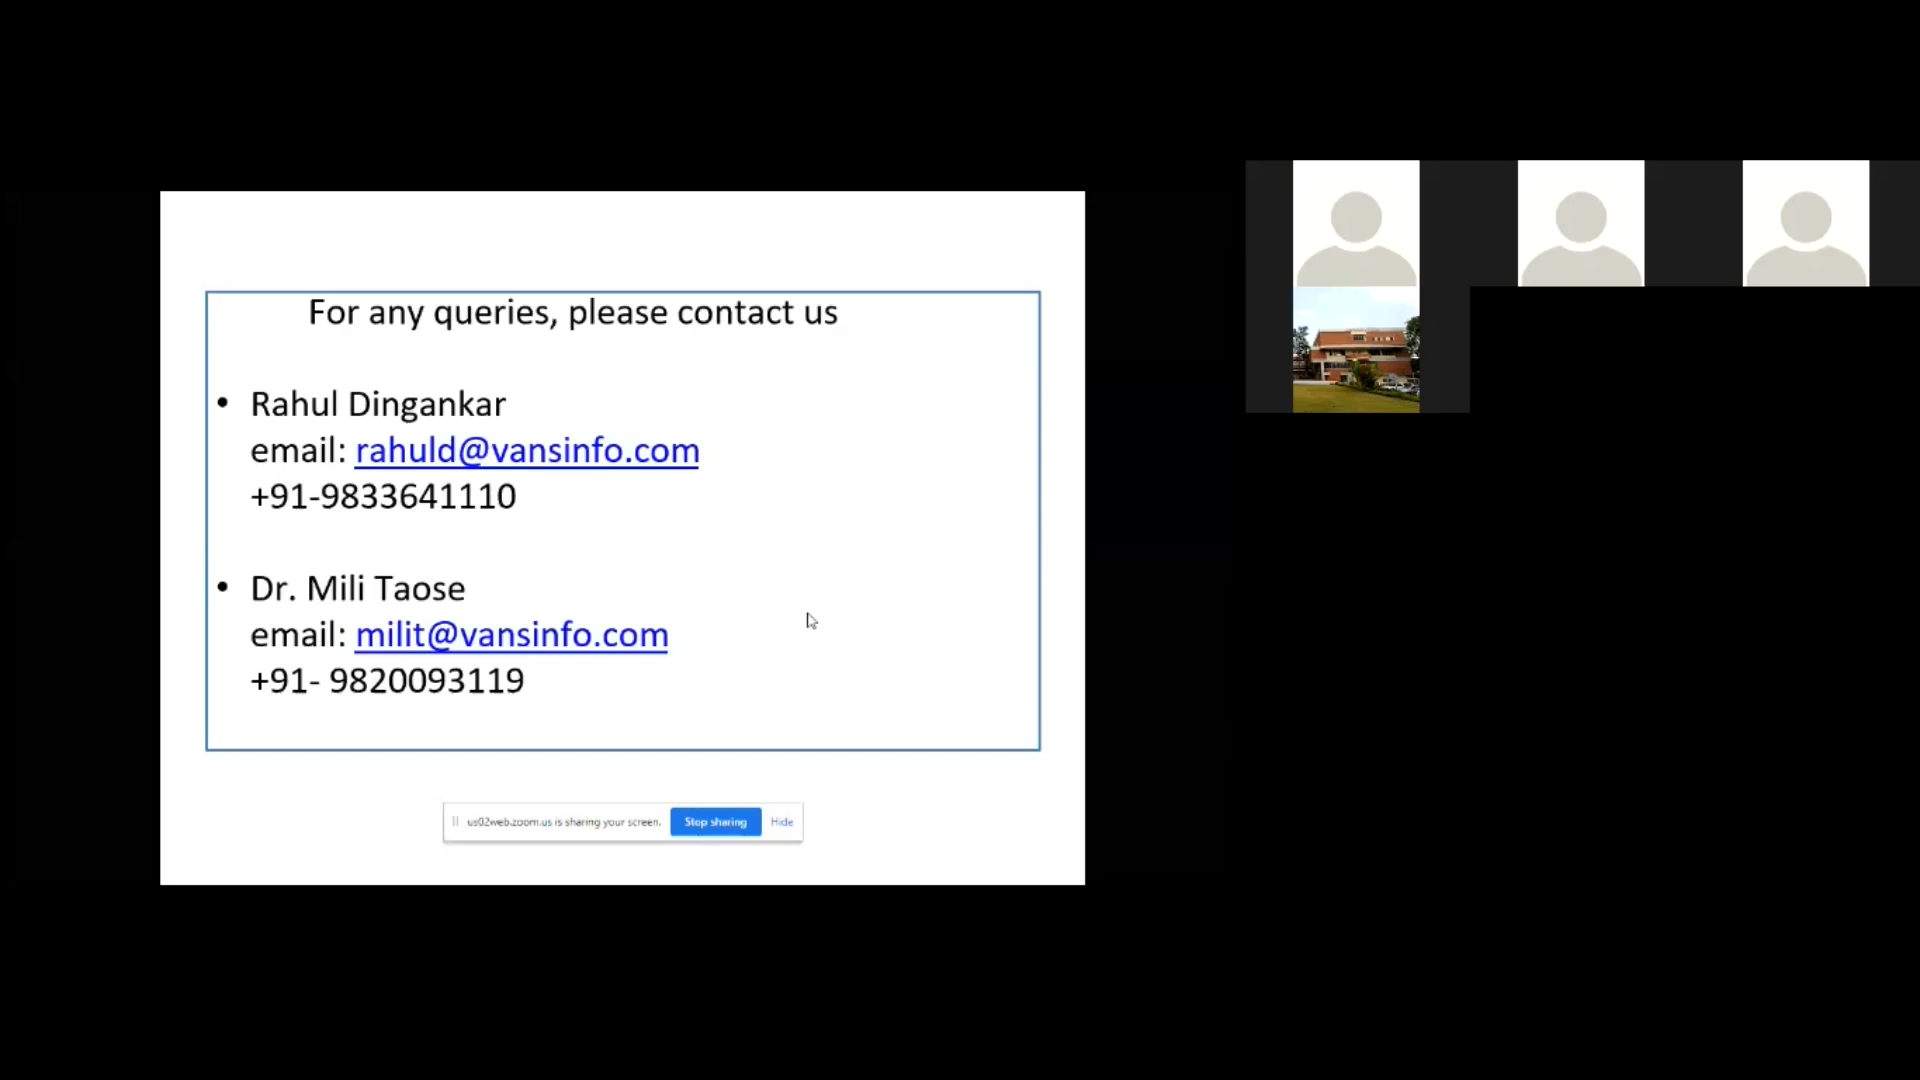 For any queries, please contact us
• Rahul Dingankar
email: rahuld@vansinfo.com
+91-9833641110
• Dr. Mili Taose
email: milit@vansinfo.com
+91- 9820093119
us02web.zoom.us is sharing your screen. Stop sharing Hide